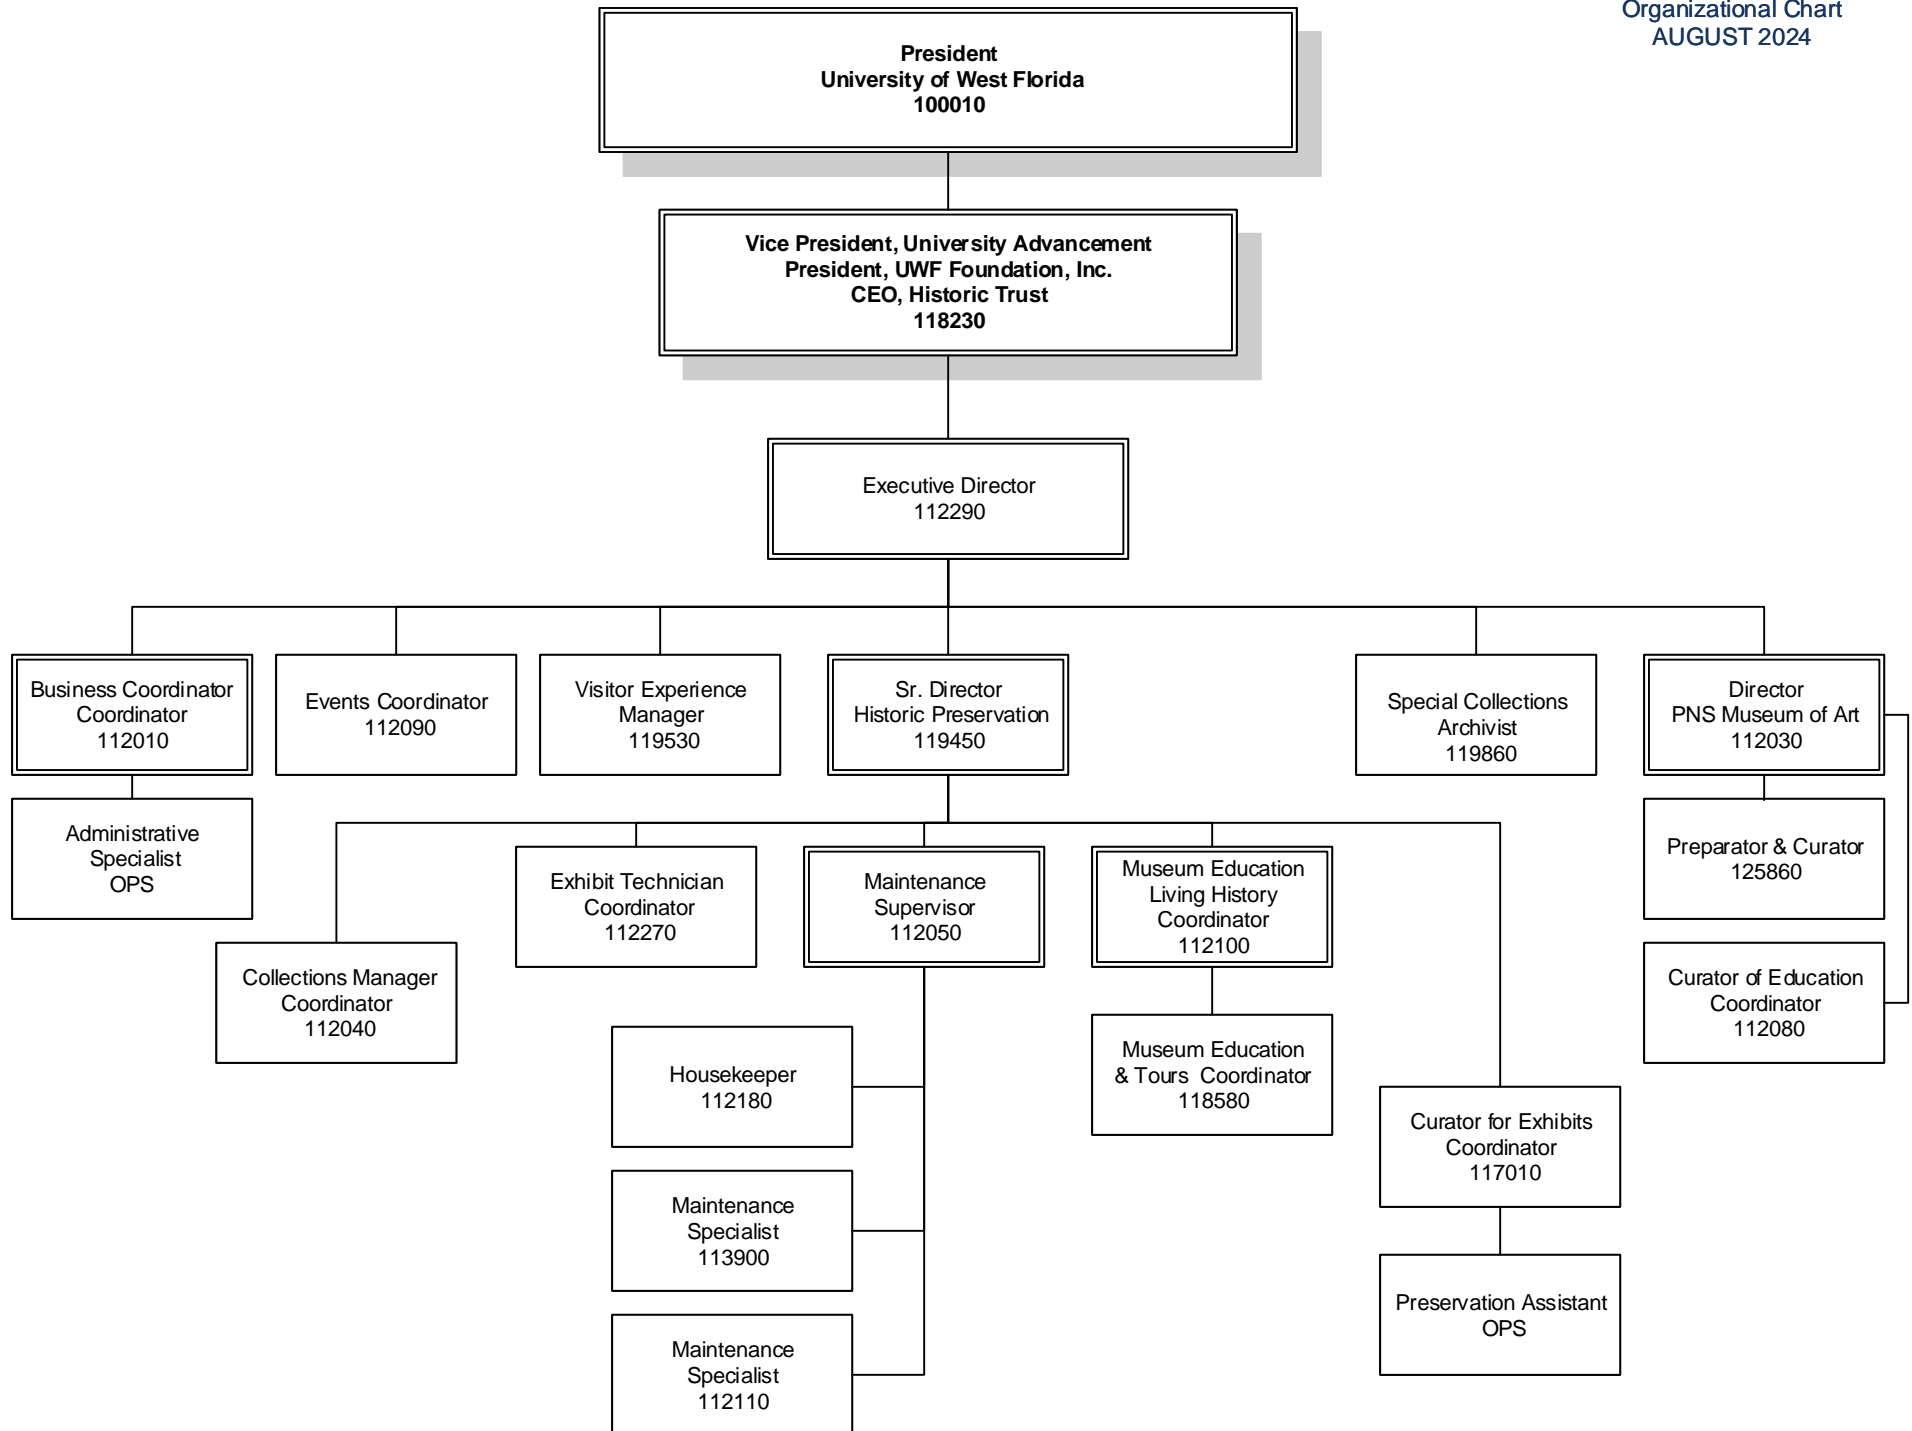 Organizational Chart
AUGUST 2024
President
University of West Florida
100010
Vice President, University Advancement
President, UWF Foundation, Inc.
CEO, Historic Trust
118230
Executive Director
112290
Business Coordinator
Coordinator
112010
Events Coordinator
112090
Visitor Experience
Manager
119530
Sr. Director
Historic Preservation
119450
Special Collections
Archivist
119860
Director
PNS Museum of Art
112030
Administrative
Specialist
OPS
Collections Manager
Coordinator
112040
Exhibit Technician
Coordinator
112270
Maintenance
Supervisor
112050
Museum Education
Living History
Coordinator
112100
Preparator & Curator
125860
Curator of Education
Coordinator
112080
Housekeeper
112180
Maintenance
Specialist
113900
Maintenance
Specialist
112110
Museum Education
& Tours  Coordinator
118580
Curator for Exhibits
Coordinator
117010
Preservation Assistant
OPS